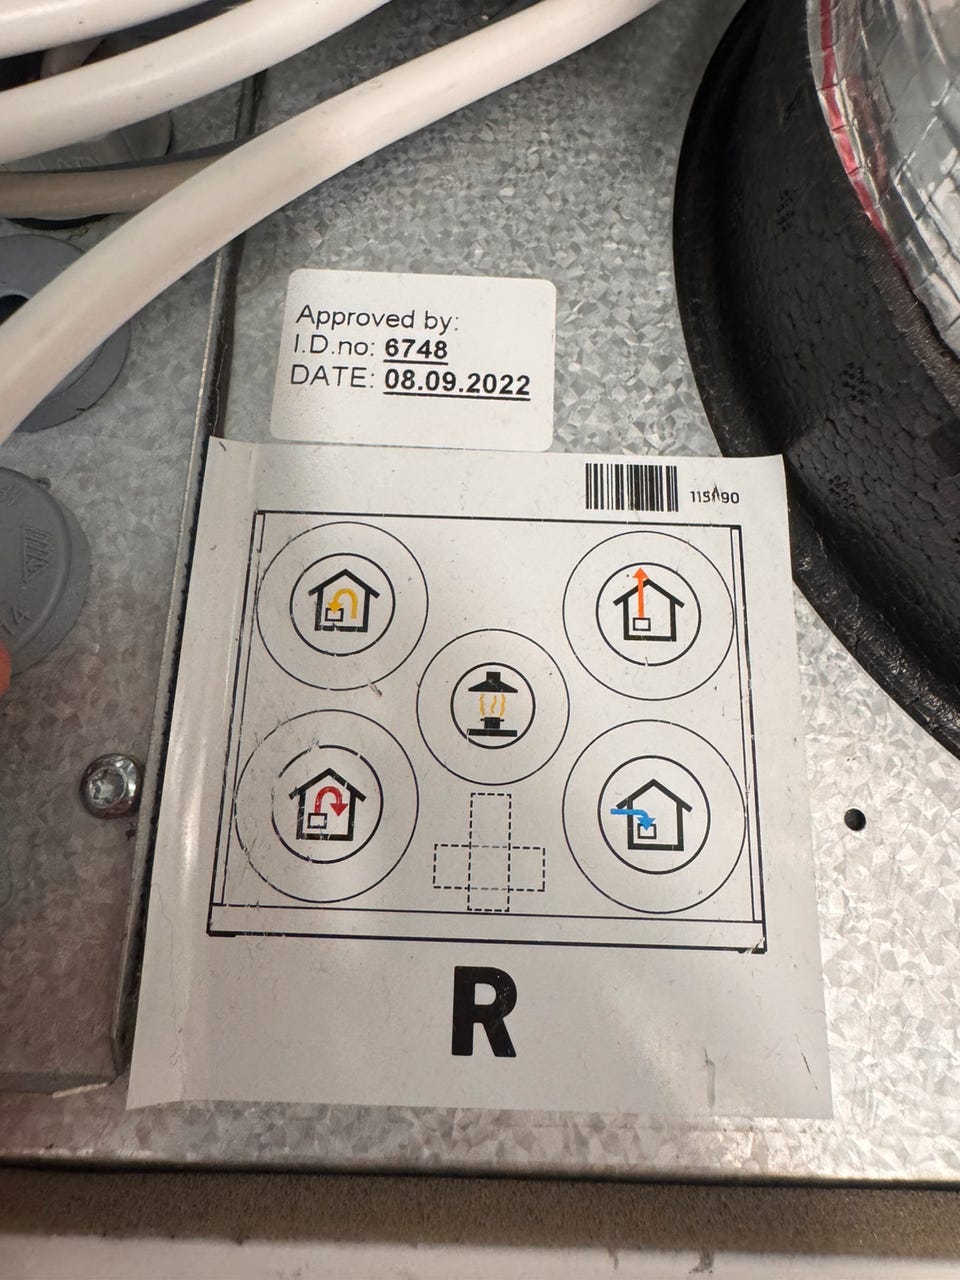 Approved by:
I.D.no: 6748
DATE: 08.09.2022
R